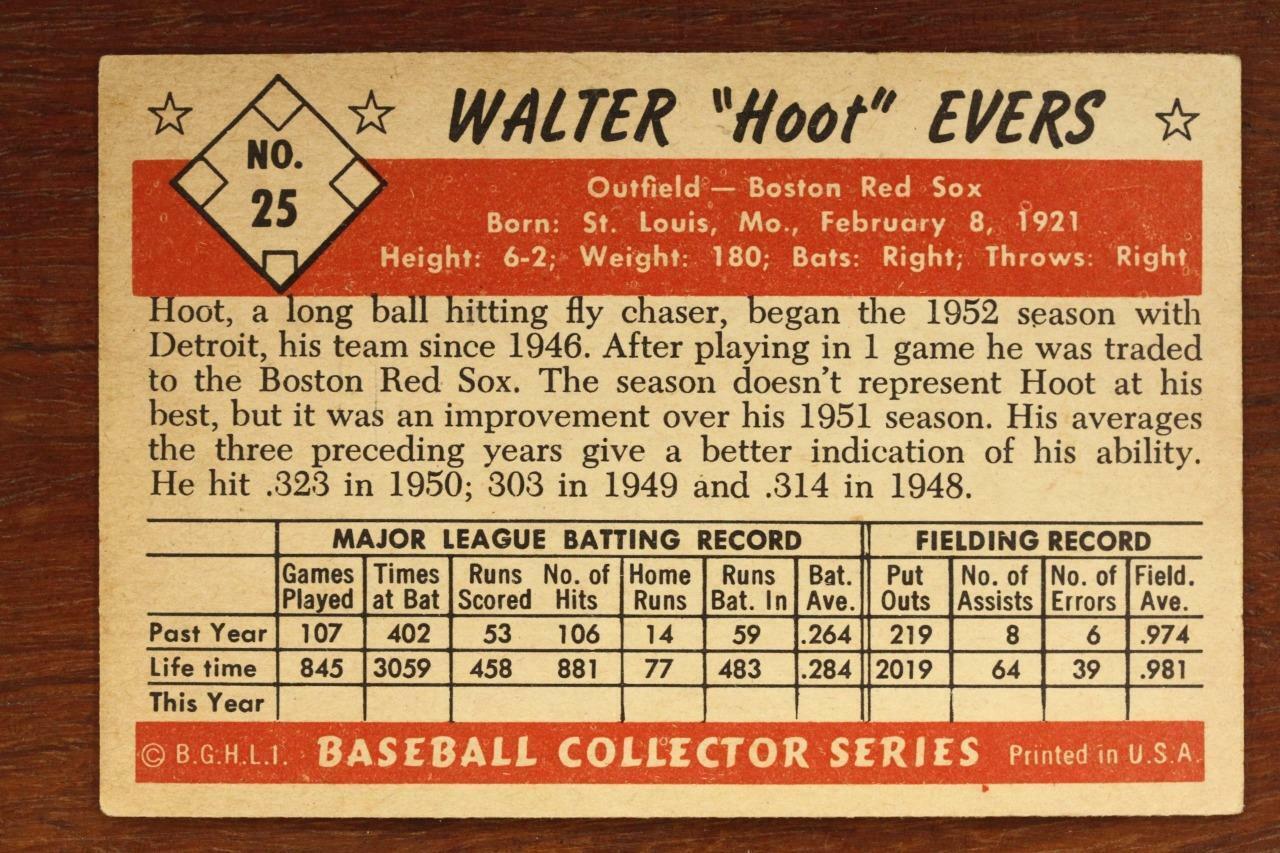 WALTER "Hoot" EVERS
NO.
25
Outfield — Boston Red Sox
Born: St. Louis, Mo., February 8, 1921
Height: 6-2; Weight: 180; Bats: Right; Throws: Right
Hoot, a long ball hitting fly chaser, began the 1952 season with
Detroit, his team since 1946. After playing in 1 game he was traded
to the Boston Red Sox. The season doesn't represent Hoot at his
best, but it was an improvement over his 1951 season. His averages
the three preceding years give a better indication of his ability.
He hit .323 in 1950; 303 in 1949 and .314 in 1948.
MAJOR LEAGUE BATTING RECORD FIELDING RECORD
Games Times Runs No. of Home Runs Bat. Put No. of No. of Field.
Played at Bat Scored Hits Runs Bat. In Ave. Outs Assists Errors Ave.
Past Year 107 402 53 106 14 59 .264 219 8 6 .974
Life time 845 3059 458 881 77 483 .284 2019 64 39 .981
This Year
© B.G.H.L.I. BASEBALL COLLECTOR SERIES Printed in U.S.A.